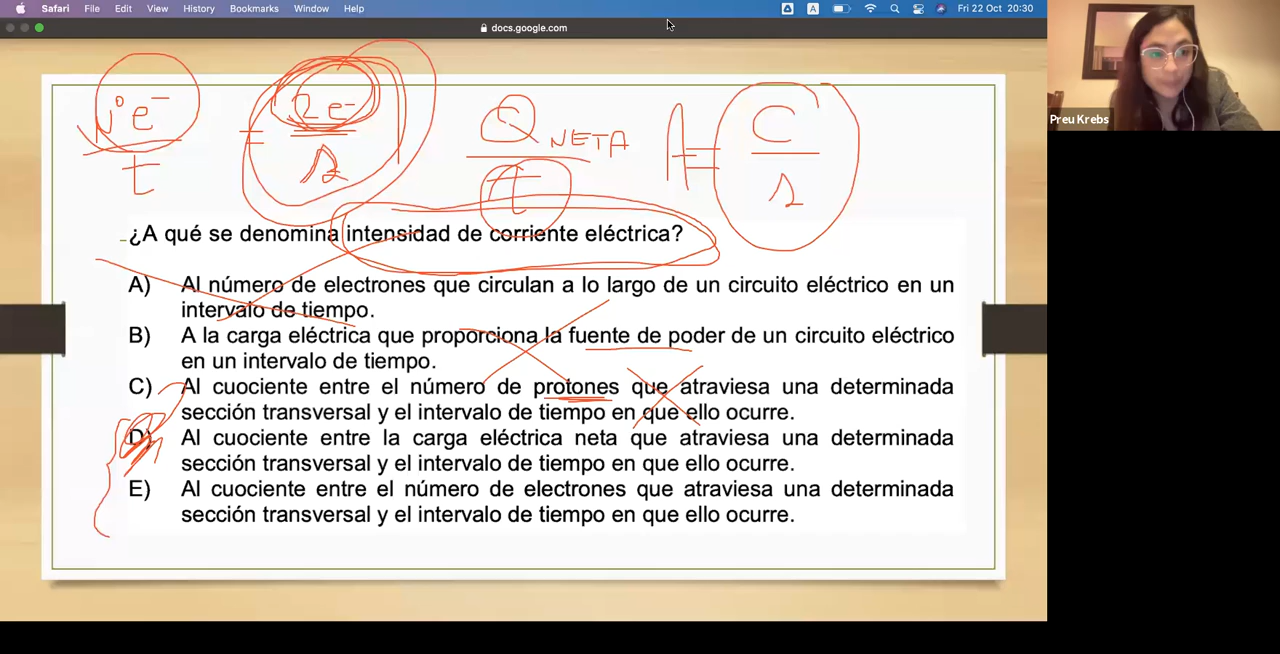 Safari File Edit View History Bookmarks Window Help Fri 22 Oct 20:30
docs.google.com
Preu Krebs
N° e- / t = 2 e- / s
Q NETA / t
A = C / s
¿A qué se denomina intensidad de corriente eléctrica?
A) Al número de electrones que circulan a lo largo de un circuito eléctrico en un
intervalo de tiempo.
B) A la carga eléctrica que proporciona la fuente de poder de un circuito eléctrico
en un intervalo de tiempo.
C) Al cuociente entre el número de protones que atraviesa una determinada
sección transversal y el intervalo de tiempo en que ello ocurre.
D) Al cuociente entre la carga eléctrica neta que atraviesa una determinada
sección transversal y el intervalo de tiempo en que ello ocurre.
E) Al cuociente entre el número de electrones que atraviesa una determinada
sección transversal y el intervalo de tiempo en que ello ocurre.